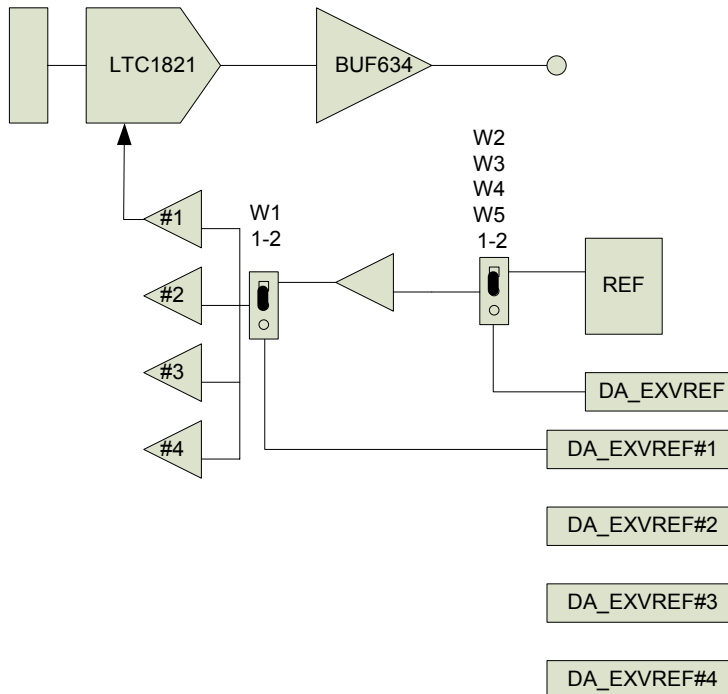 LTC1821
BUF634
W2
W3
W4
W5
1-2
W1
1-2
#1
#2
#3
#4
REF
DA_EXVREF
DA_EXVREF#1
DA_EXVREF#2
DA_EXVREF#3
DA_EXVREF#4